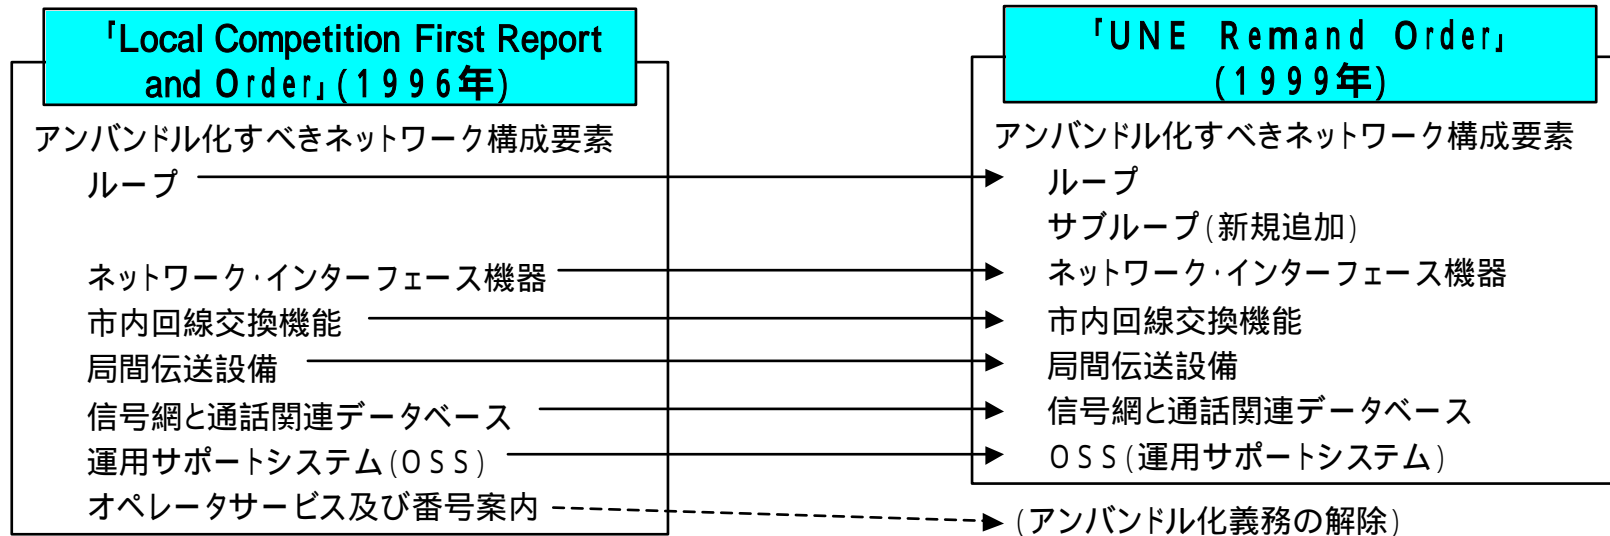 「Local Competition First Report
and Order」(1996年)
アンバンドル化すべきネットワーク構成要素
ループ
ネットワーク・インターフェース機器
市内回線交換機能
局間伝送設備
信号網と通話関連データベース
運用サポートシステム(OSS)
オペレータサービス及び番号案内
「UNE Remand Order」
(1999年)
アンバンドル化すべきネットワーク構成要素
ループ
サブループ(新規追加)
ネットワーク・インターフェース機器
市内回線交換機能
局間伝送設備
信号網と通話関連データベース
OSS(運用サポートシステム)
(アンバンドル化義務の解除)